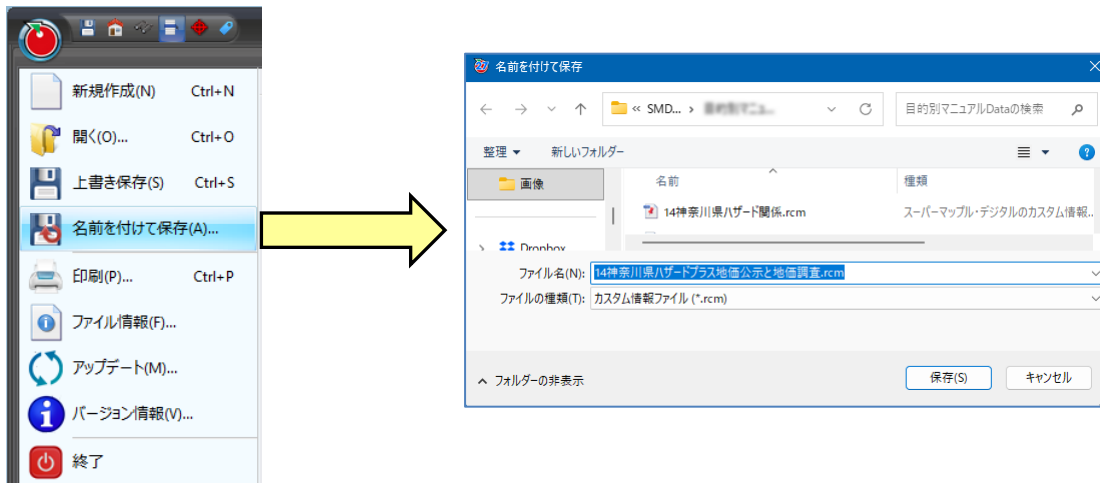 新規作成(N) Ctrl+N
開く(O)... Ctrl+O
上書き保存(S) Ctrl+S
名前を付けて保存(A)...
印刷(P)... Ctrl+P
ファイル情報(F)...
アップデート(M)...
バージョン情報(V)...
終了
名前を付けて保存
« SMD... ›
目的別マニュアルDataの検索
整理 新しいフォルダー
画像
Dropbox
名前 種類
14神奈川県ハザード関係.rcm スーパーマップル・デジタルのカスタム情報...
ファイル名(N): 14神奈川県ハザードプラス地価公示と地価調査.rcm
ファイルの種類(T): カスタム情報ファイル (*.rcm)
フォルダーの非表示 保存(S) キャンセル